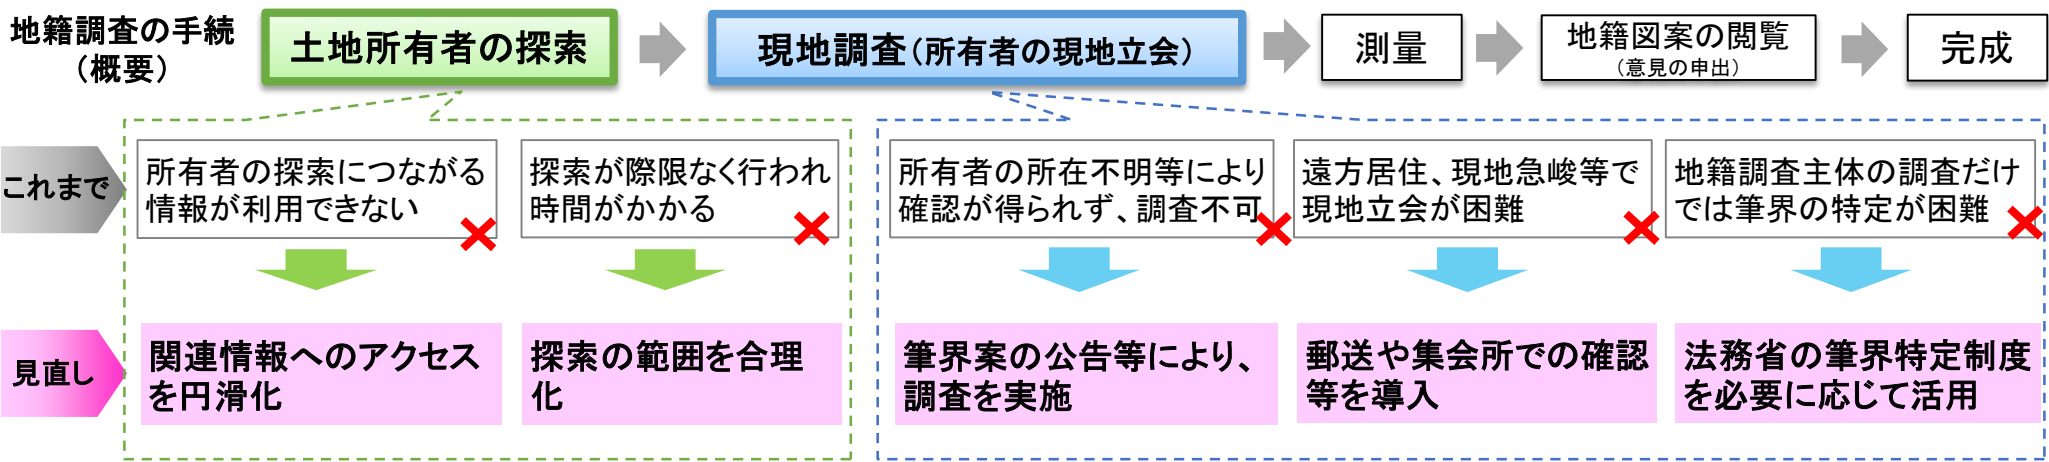 地籍調査の手続
（概要）
土地所有者の探索
現地調査（所有者の現地立会）
測量
地籍図案の閲覧
（意見の申出）
完成
これまで
所有者の探索につながる
情報が利用できない
探索が際限なく行われ
時間がかかる
所有者の所在不明等により
確認が得られず、調査不可
遠方居住、現地急峻等で
現地立会が困難
地籍調査主体の調査だけ
では筆界の特定が困難
見直し
関連情報へのアクセス
を円滑化
探索の範囲を合理
化
筆界案の公告等により、
調査を実施
郵送や集会所での確認
等を導入
法務省の筆界特定制度
を必要に応じて活用